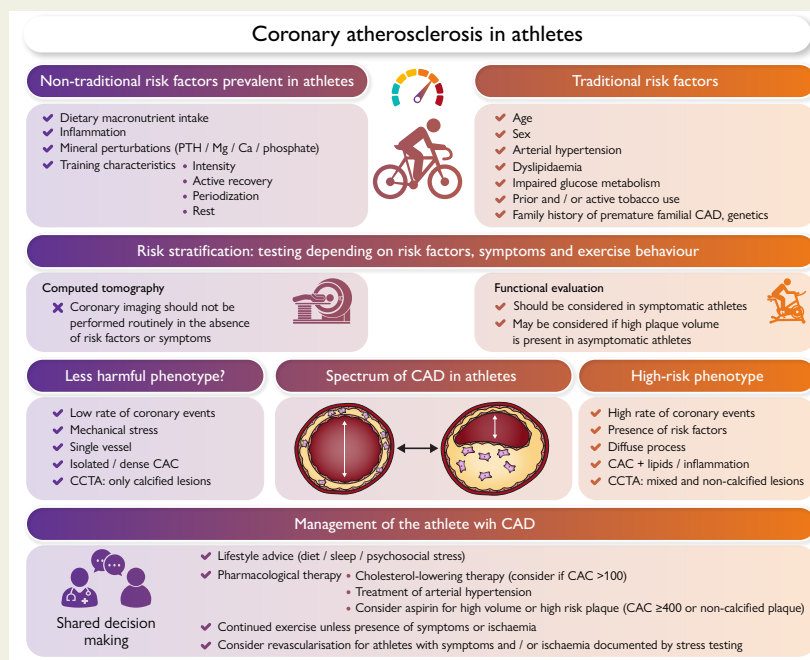 Coronary atherosclerosis in athletes
Non-traditional risk factors prevalent in athletes
Dietary macronutrient intake
Inflammation
Mineral perturbations (PTH / Mg / Ca / phosphate)
Training characteristics
Intensity
Active recovery
Periodization
Rest
Traditional risk factors
Age
Sex
Arterial hypertension
Dyslipidaemia
Impaired glucose metabolism
Prior and / or active tobacco use
Family history of premature familial CAD, genetics
Risk stratification: testing depending on risk factors, symptoms and exercise behaviour
Computed tomography
Coronary imaging should not be
performed routinely in the absence
of risk factors or symptoms
Functional evaluation
Should be considered in symptomatic athletes
May be considered if high plaque volume
is present in asymptomatic athletes
Less harmful phenotype?
Low rate of coronary events
Mechanical stress
Single vessel
Isolated / dense CAC
CCTA: only calcified lesions
Spectrum of CAD in athletes
High-risk phenotype
High rate of coronary events
Presence of risk factors
Diffuse process
CAC + lipids / inflammation
CCTA: mixed and non-calcified lesions
Management of the athlete wih CAD
Shared decision
making
Lifestyle advice (diet / sleep / psychosocial stress)
Pharmacological therapy • Cholesterol-lowering therapy (consider if CAC >100)
• Treatment of arterial hypertension
• Consider aspirin for high volume or high risk plaque (CAC ≥400 or non-calcified plaque)
Continued exercise unless presence of symptoms or ischaemia
Consider revascularisation for athletes with symptoms and / or ischaemia documented by stress testing